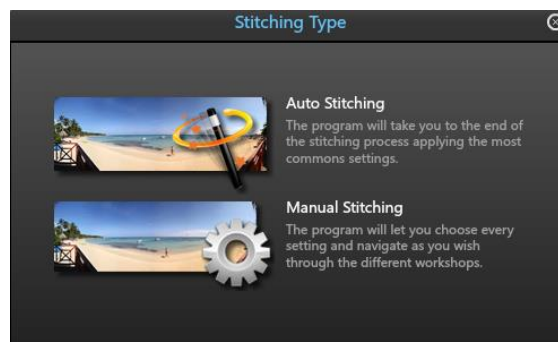 Stitching Type
Auto Stitching
The program will take you to the end of
the stitching process applying the most
commons settings.
Manual Stitching
The program will let you choose every
setting and navigate as you wish
through the different workshops.